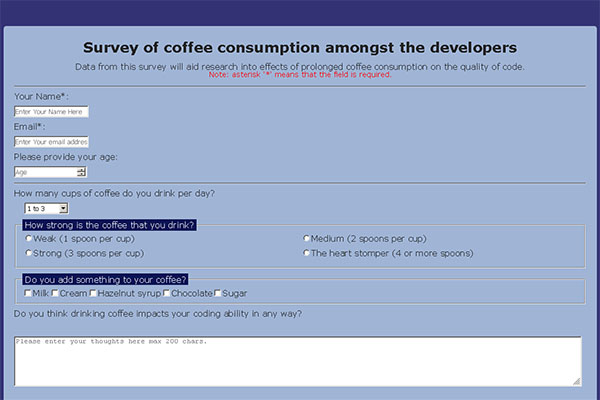 Survey of coffee consumption amongst the developers
Data from this survey will aid research into effects of prolonged coffee consumption on the quality of code.
Note: asterisk '*' means that the field is required.
Your Name*:
Enter Your Name Here
Email*:
Enter Your email addres
Please provide your age:
Age
How many cups of coffee do you drink per day?
1 to 3
How strong is the coffee that you drink?
Weak (1 spoon per cup) Medium (2 spoons per cup)
Strong (3 spoons per cup) The heart stomper (4 or more spoons)
Do you add something to your coffee?
Milk Cream Hazelnut syrup Chocolate Sugar
Do you think drinking coffee impacts your coding ability in any way?
Please enter your thoughts here max 200 chars.